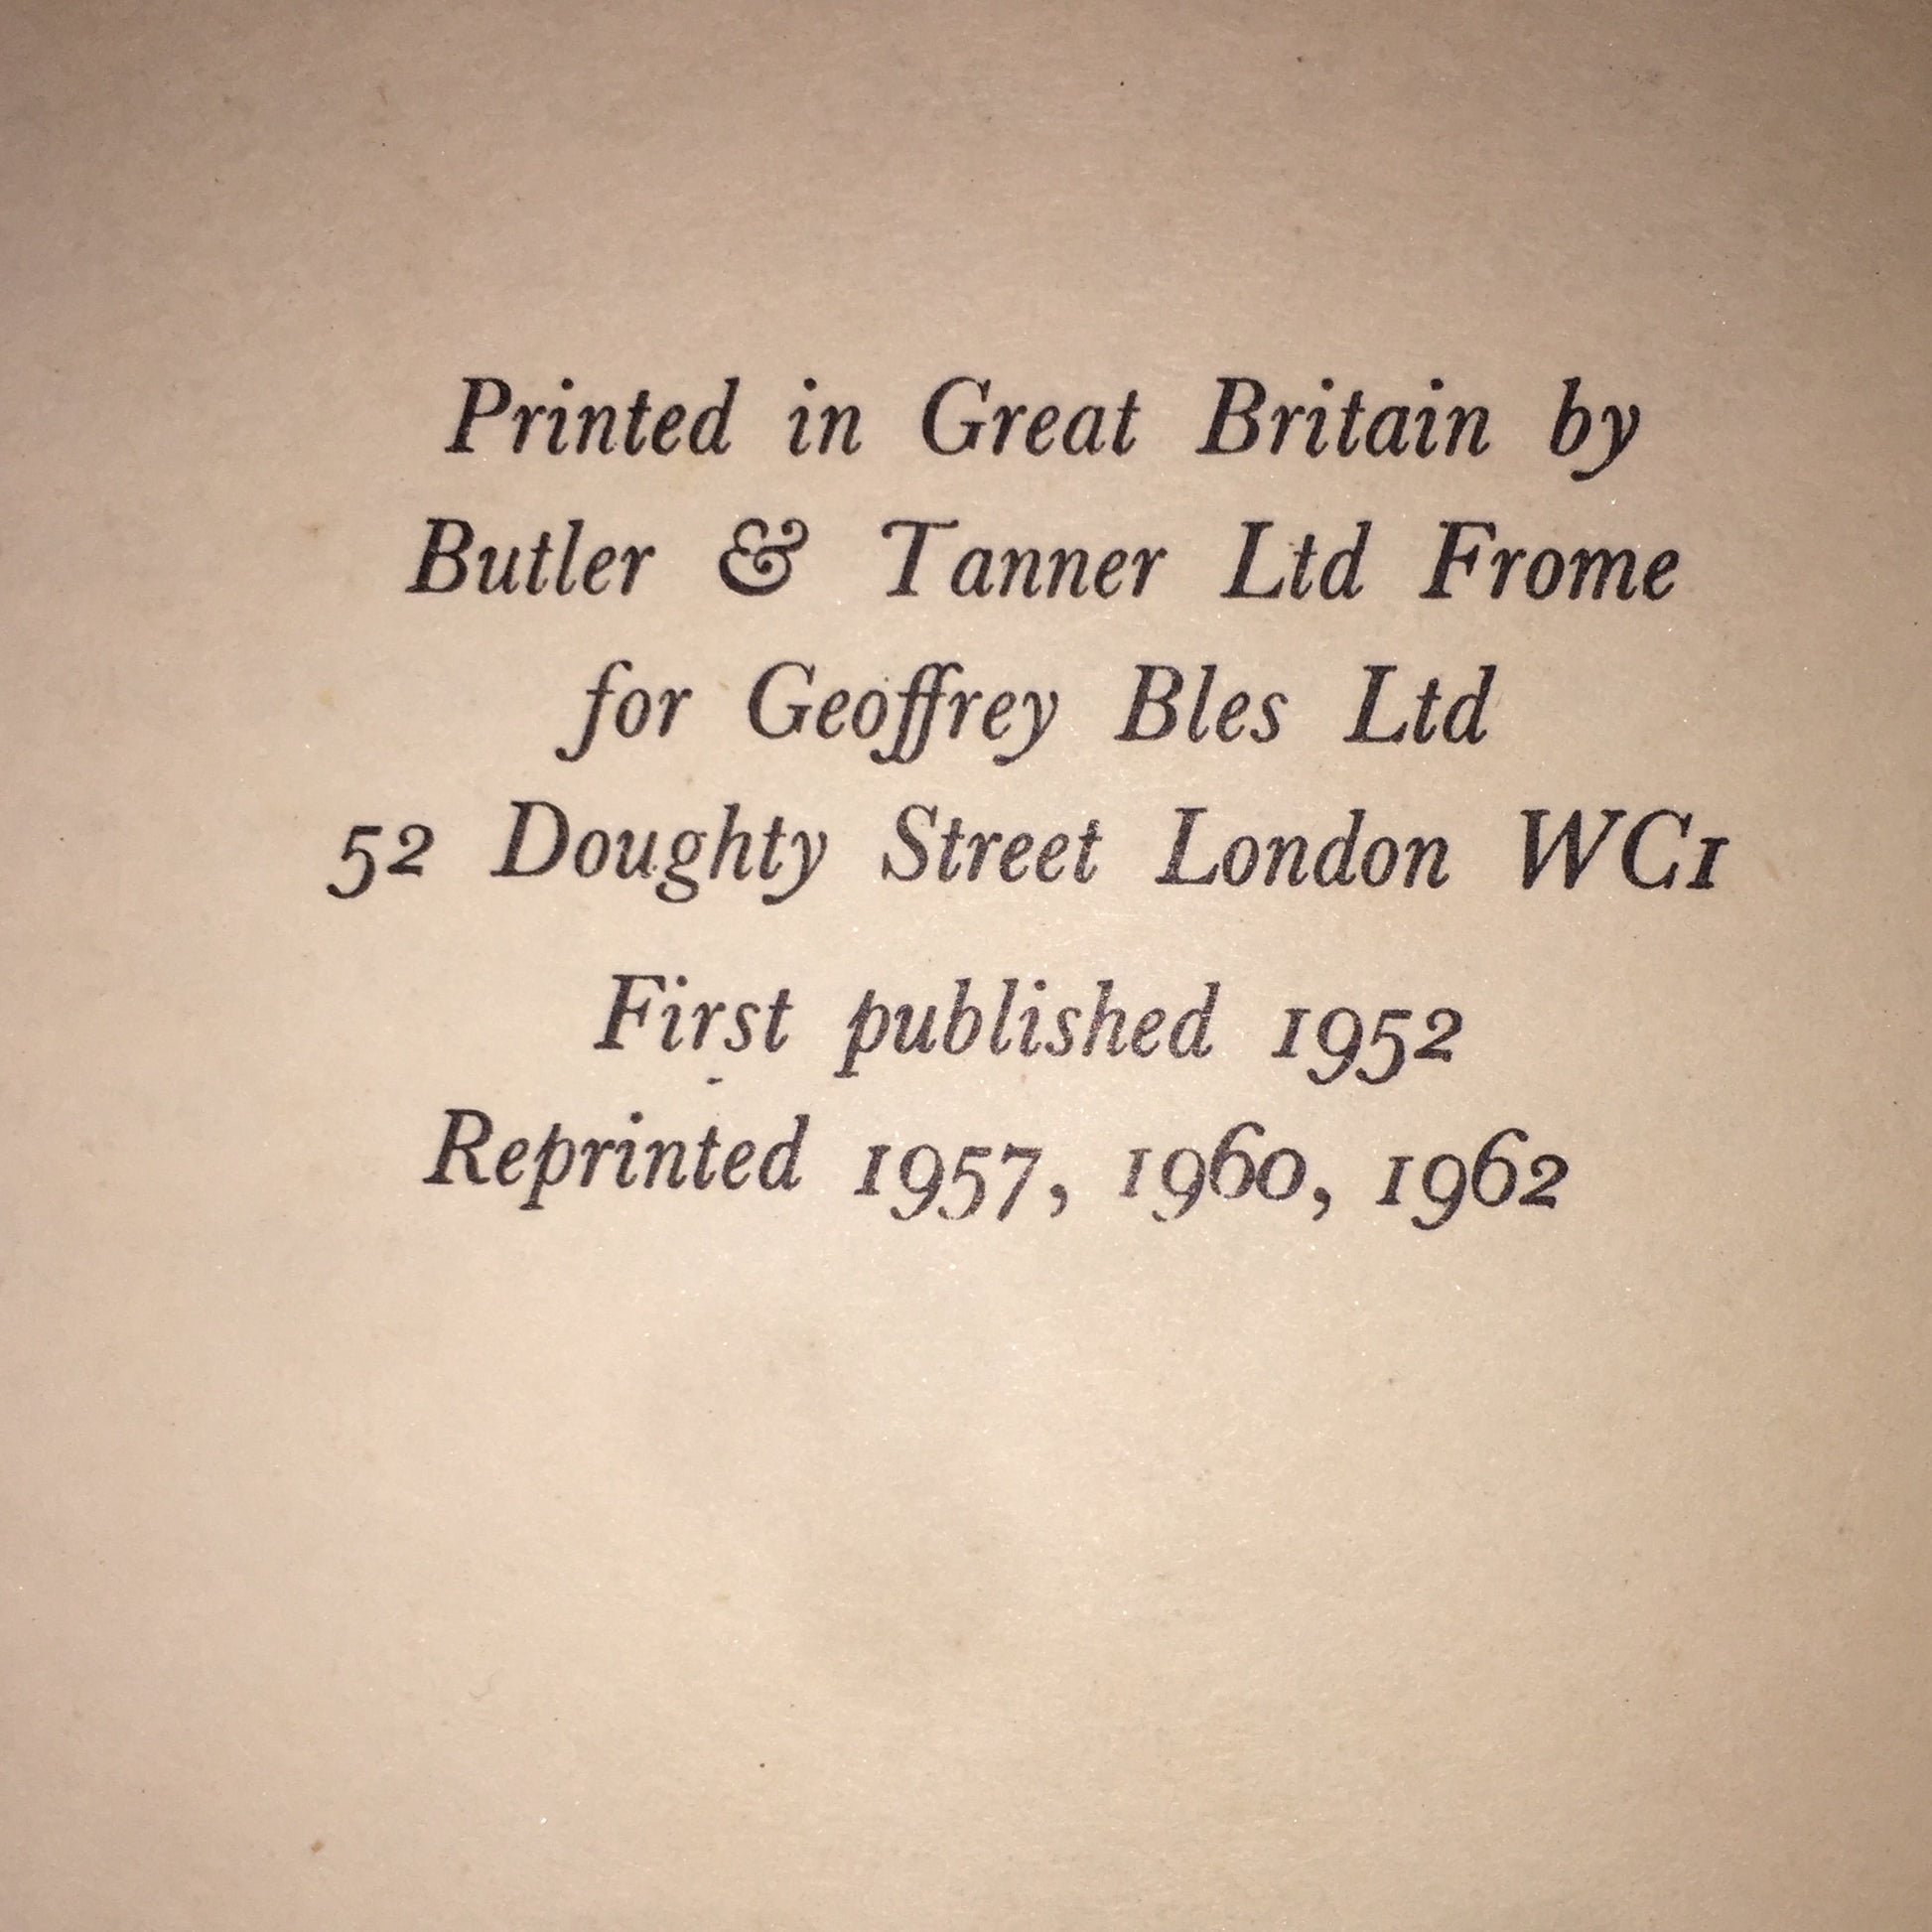 Printed in Great Britain by
Butler & Tanner Ltd Frome
for Geoffrey Bles Ltd
52 Doughty Street London WC1
First published 1952
Reprinted 1957, 1960, 1962